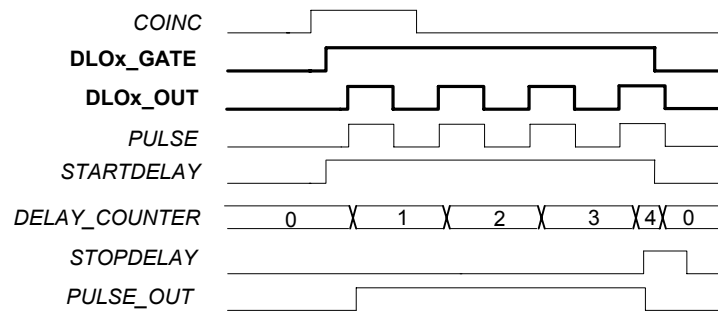 COINC
DLOx_GATE
DLOx_OUT
PULSE
STARTDELAY
DELAY_COUNTER 0 1 2 3 4 0
STOPDELAY
PULSE_OUT